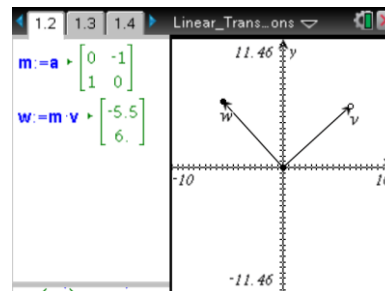 1.2 1.3 1.4 Linear_Trans...ons
m:=a ▸ [0 -1
1 0]
w:=m·v ▸ [-5.5
6.]
11.46 y
w v
-10 10
-11.46